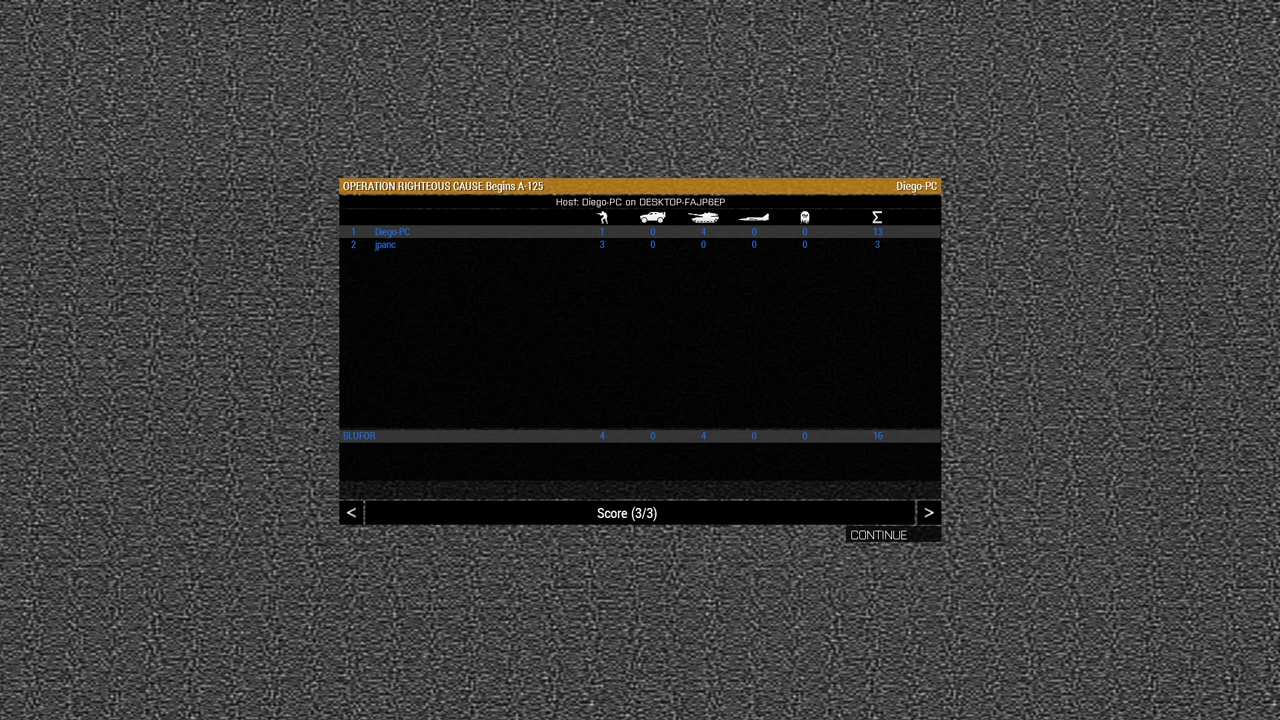 OPERATION RIGHTEOUS CAUSE Begins A-125 Diego-PC
Host: Diego-PC on DESKTOP-FAJP6EP
Σ
1 Diego-PC 1 0 4 0 0 13
2 jpanc 3 0 0 0 0 3
BLUFOR 4 0 4 0 0 16
< Score (3/3) >
CONTINUE